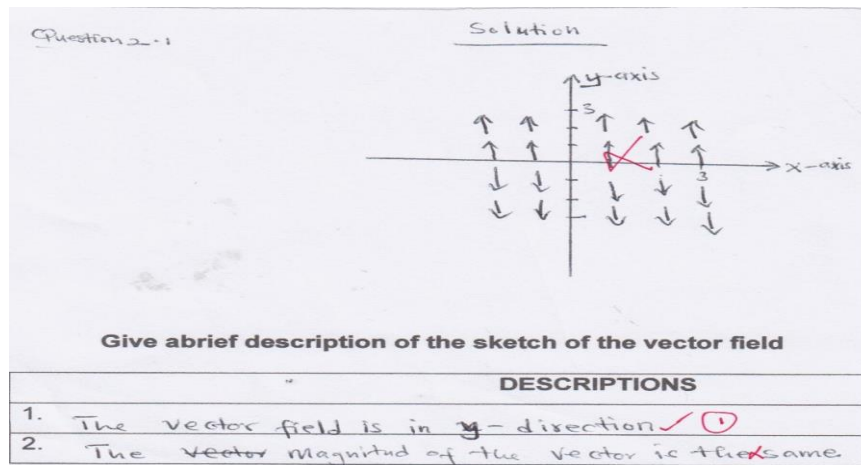 Question 2.1
Solution
y-axis
3
x-axis
3
Give abrief description of the sketch of the vector field
DESCRIPTIONS
1. The vector field is in y-direction ✓ ①
2. The vector magnitud of the vector is the same